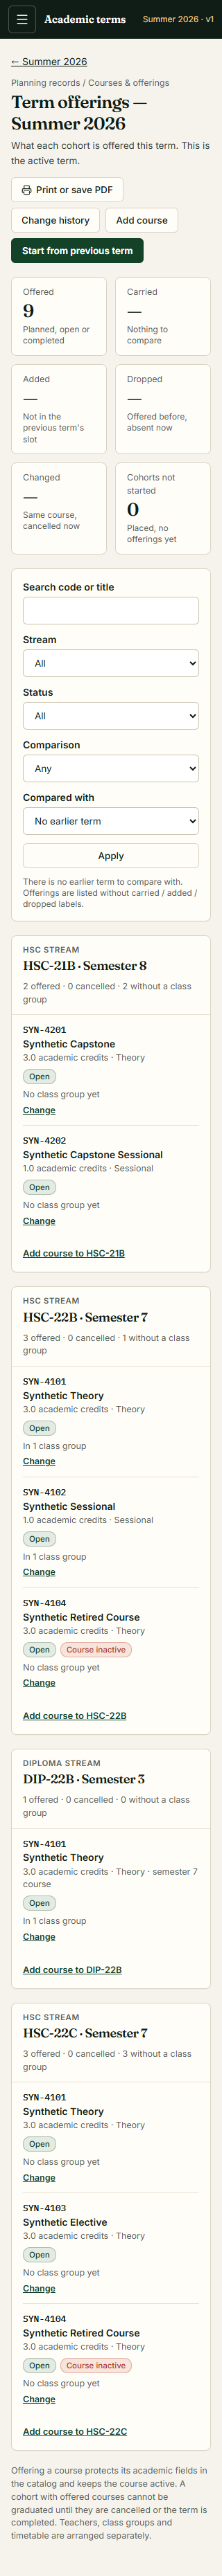 Academic terms
Summer 2026 · v1
← Summer 2026
Planning records / Courses & offerings
Term offerings —
Summer 2026
What each cohort is offered this term. This is
the active term.
Print or save PDF
Change history
Add course
Start from previous term
Offered
9
Planned, open or
completed
Carried
—
Nothing to
compare
Added
—
Not in the
previous term's
slot
Dropped
—
Offered before,
absent now
Changed
—
Same course,
cancelled now
Cohorts not
started
0
Placed, no
offerings yet
Search code or title
Stream
All
Status
All
Comparison
Any
Compared with
No earlier term
Apply
There is no earlier term to compare with.
Offerings are listed without carried / added /
dropped labels.
HSC STREAM
HSC-21B · Semester 8
2 offered · 0 cancelled · 2 without a class
group
SYN-4201
Synthetic Capstone
3.0 academic credits · Theory
Open
No class group yet
Change
SYN-4202
Synthetic Capstone Sessional
1.0 academic credits · Sessional
Open
No class group yet
Change
Add course to HSC-21B
HSC STREAM
HSC-22B · Semester 7
3 offered · 0 cancelled · 1 without a class
group
SYN-4101
Synthetic Theory
3.0 academic credits · Theory
Open
In 1 class group
Change
SYN-4102
Synthetic Sessional
1.0 academic credits · Sessional
Open
In 1 class group
Change
SYN-4104
Synthetic Retired Course
3.0 academic credits · Theory
Open
Course inactive
No class group yet
Change
Add course to HSC-22B
DIPLOMA STREAM
DIP-22B · Semester 3
1 offered · 0 cancelled · 0 without a class
group
SYN-4101
Synthetic Theory
3.0 academic credits · Theory · semester 7
course
Open
In 1 class group
Change
Add course to DIP-22B
HSC STREAM
HSC-22C · Semester 7
3 offered · 0 cancelled · 3 without a class
group
SYN-4101
Synthetic Theory
3.0 academic credits · Theory
Open
No class group yet
Change
SYN-4103
Synthetic Elective
3.0 academic credits · Theory
Open
No class group yet
Change
SYN-4104
Synthetic Retired Course
3.0 academic credits · Theory
Open
Course inactive
No class group yet
Change
Add course to HSC-22C
Offering a course protects its academic fields in
the catalog and keeps the course active. A
cohort with offered courses cannot be
graduated until they are cancelled or the term is
completed. Teachers, class groups and
timetable are arranged separately.